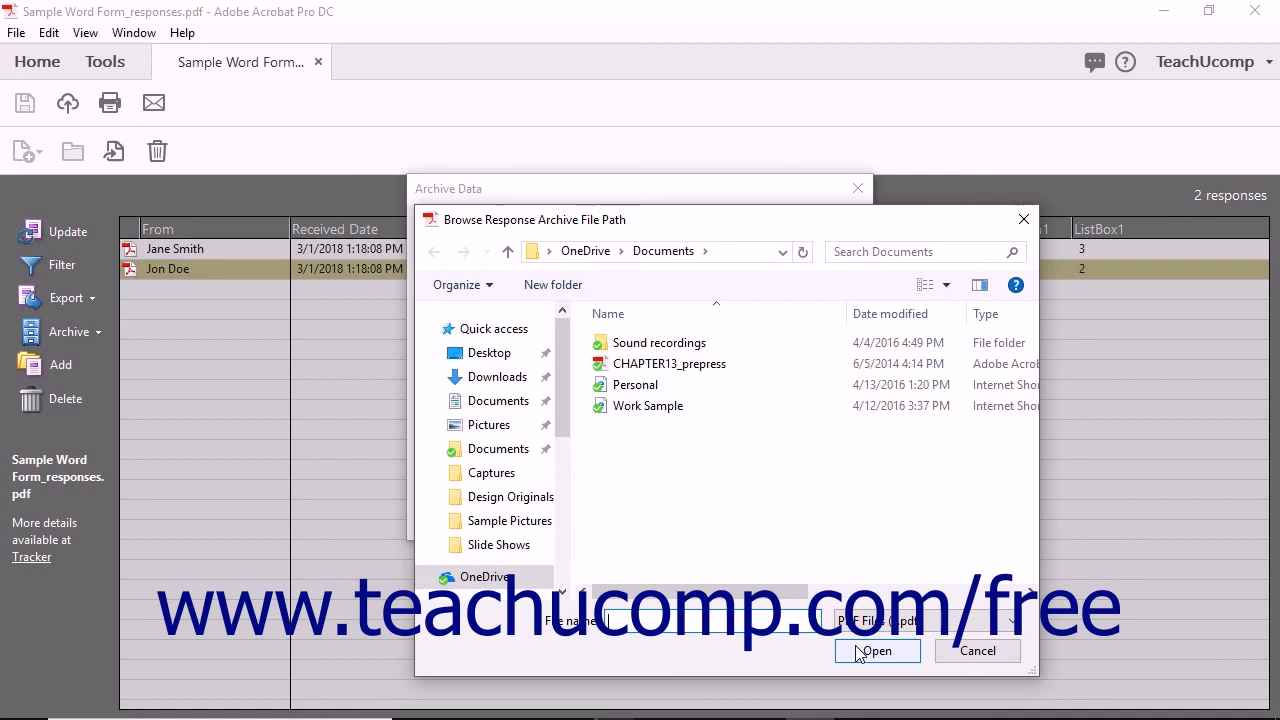 Sample Word Form_responses.pdf - Adobe Acrobat Pro DC
File Edit View Window Help
Home Tools Sample Word Form... TeachUcomp
Archive Data
2 responses
Browse Response Archive File Path
Update
Filter
Export
Archive
Add
Delete
Sample Word
Form_responses.
pdf
More details
available at
Tracker
From Received Date ListBox1
Jane Smith 3/1/2018 1:18:08 PM 3
Jon Doe 3/1/2018 1:18:08 PM 2
OneDrive Documents Search Documents
Organize New folder
Quick access
Desktop
Downloads
Documents
Pictures
Documents
Captures
Design Originals
Sample Pictures
Slide Shows
OneDrive
Name Date modified Type
Sound recordings 4/4/2016 4:49 PM File folder
CHAPTER13_prepress 6/5/2014 4:14 PM Adobe Acrob
Personal 4/13/2016 1:20 PM Internet Shor
Work Sample 4/12/2016 3:37 PM Internet Shor
File name: PDF Files (*.pdf)
www.teachucomp.com/free
Open Cancel